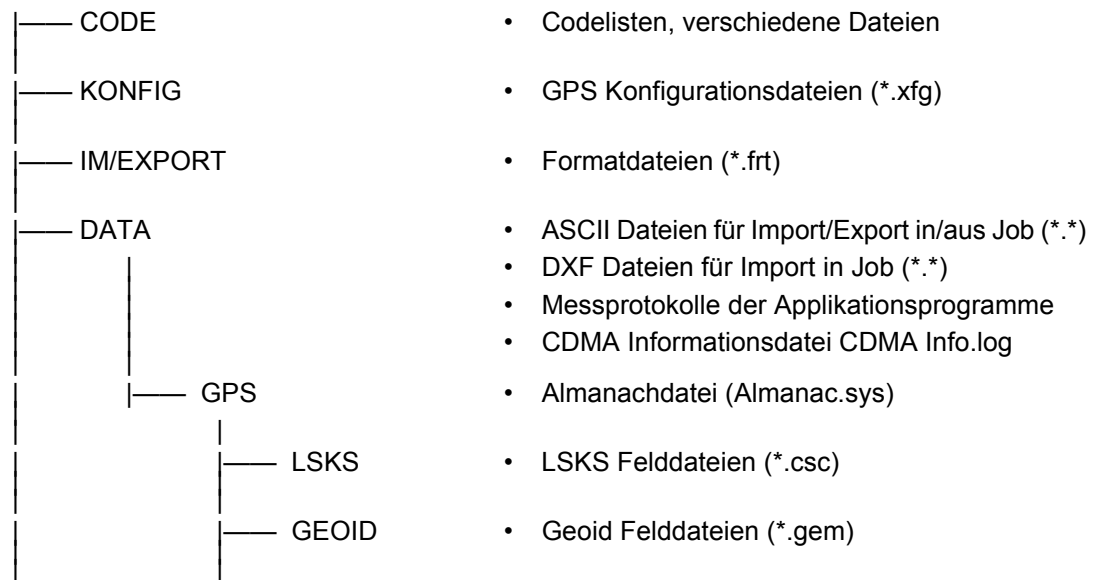 CODE • Codelisten, verschiedene Dateien
KONFIG • GPS Konfigurationsdateien (*.xfg)
IM/EXPORT • Formatdateien (*.frt)
DATA • ASCII Dateien für Import/Export in/aus Job (*.*)
• DXF Dateien für Import in Job (*.*)
• Messprotokolle der Applikationsprogramme
• CDMA Informationsdatei CDMA Info.log
GPS • Almanachdatei (Almanac.sys)
LSKS • LSKS Felddateien (*.csc)
GEOID • Geoid Felddateien (*.gem)